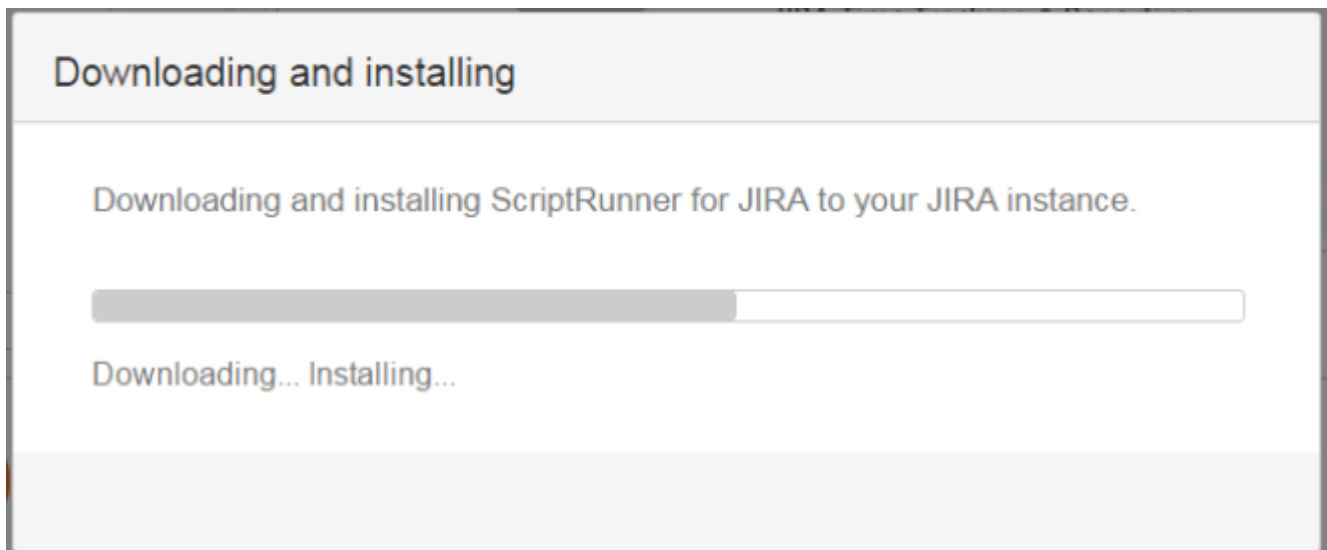 Downloading and installing
Downloading and installing ScriptRunner for JIRA to your JIRA instance.
Downloading... Installing...